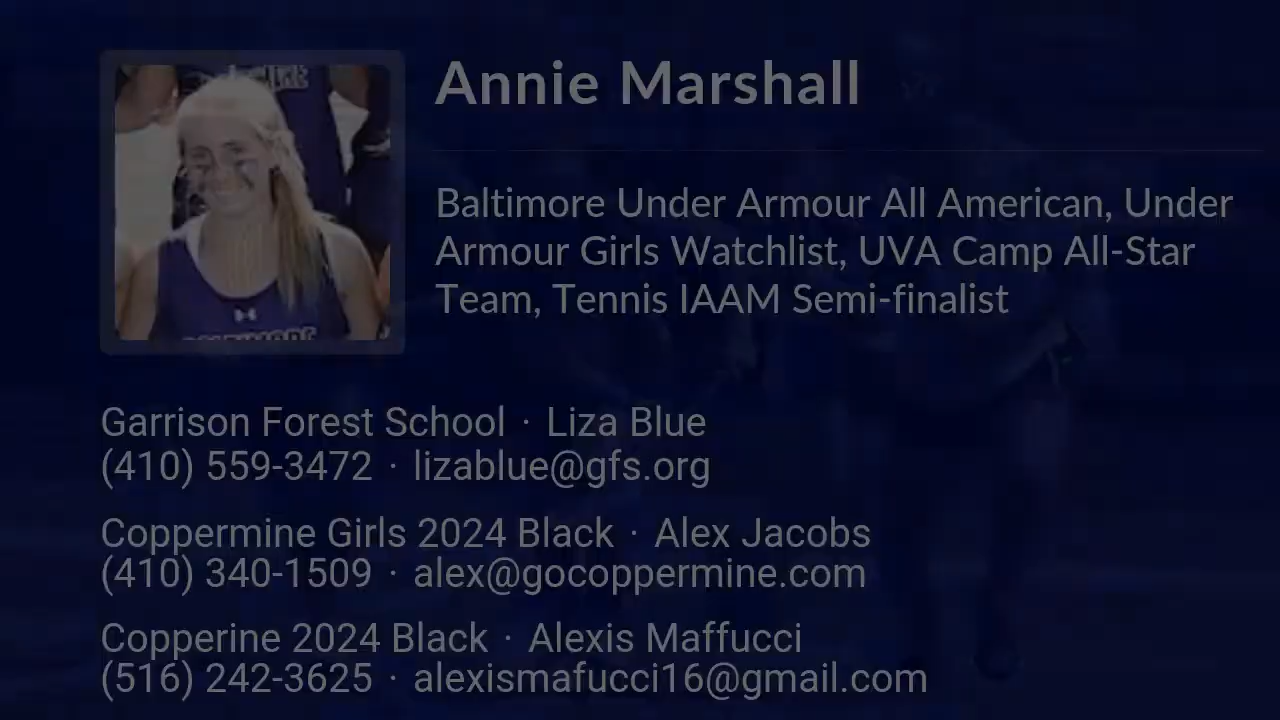 Annie Marshall
Baltimore Under Armour All American, Under
Armour Girls Watchlist, UVA Camp All-Star
Team, Tennis IAAM Semi-finalist
Garrison Forest School · Liza Blue
(410) 559-3472 · lizablue@gfs.org
Coppermine Girls 2024 Black · Alex Jacobs
(410) 340-1509 · alex@gocoppermine.com
Copperine 2024 Black · Alexis Maffucci
(516) 242-3625 · alexismafucci16@gmail.com